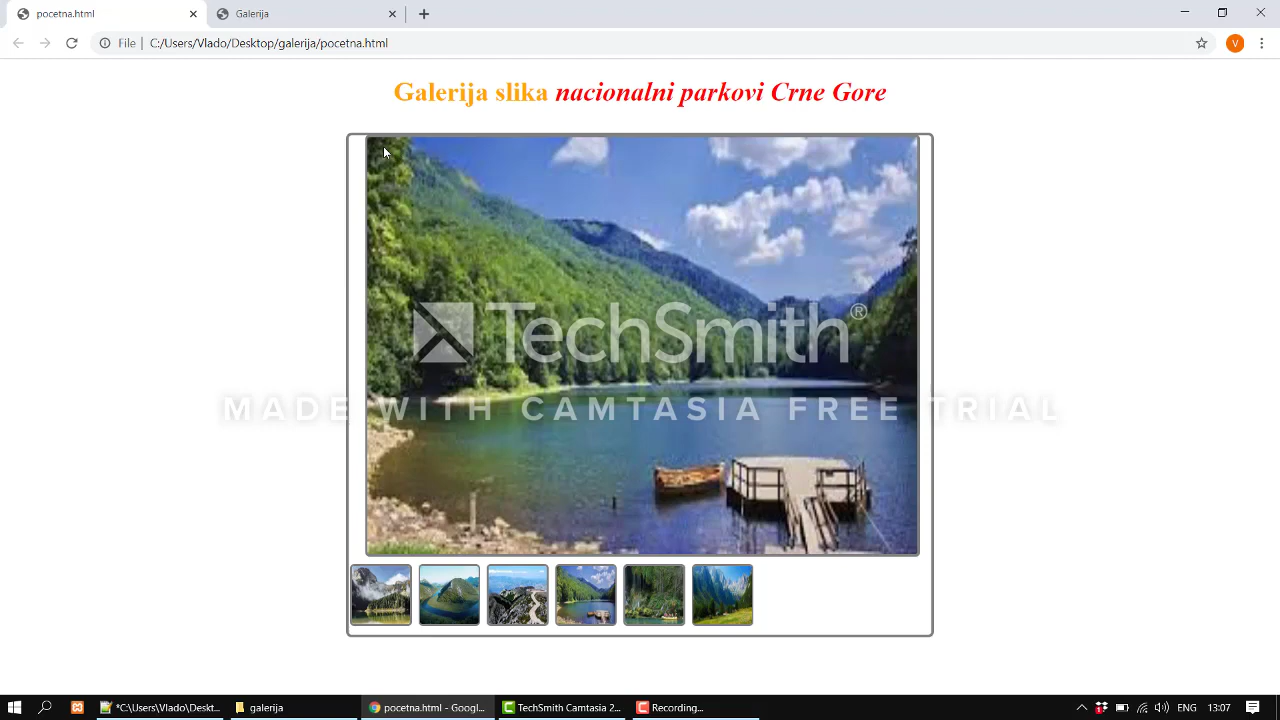 pocetna.html
Galerija
File
C:/Users/Vlado/Desktop/galerija/pocetna.html
V
Galerija slika nacionalni parkovi Crne Gore
TechSmith®
MADE WITH CAMTASIA FREE TRIAL
*C:\Users\Vlado\Deskt...
galerija
pocetna.html - Googl...
TechSmith Camtasia 2...
Recording...
ENG
13:07